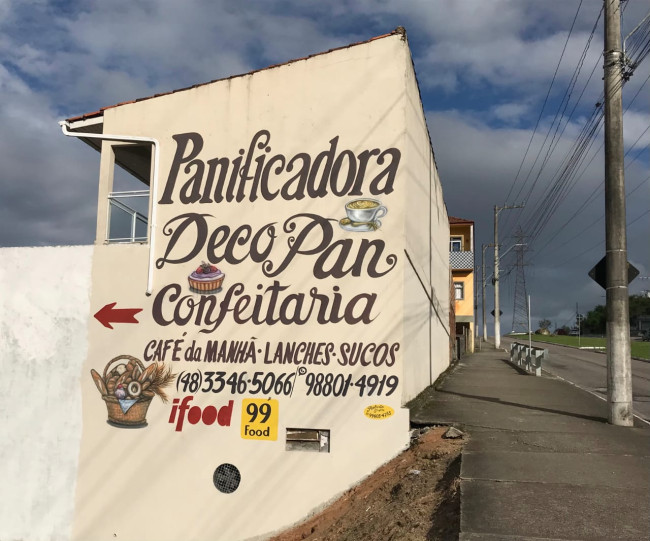 Panificadora
Deco Pan
Confeitaria
CAFÉ da MANHÃ - LANCHES - SUCOS
(48) 3346-5066 / 98801-4919
ifood
99
Food